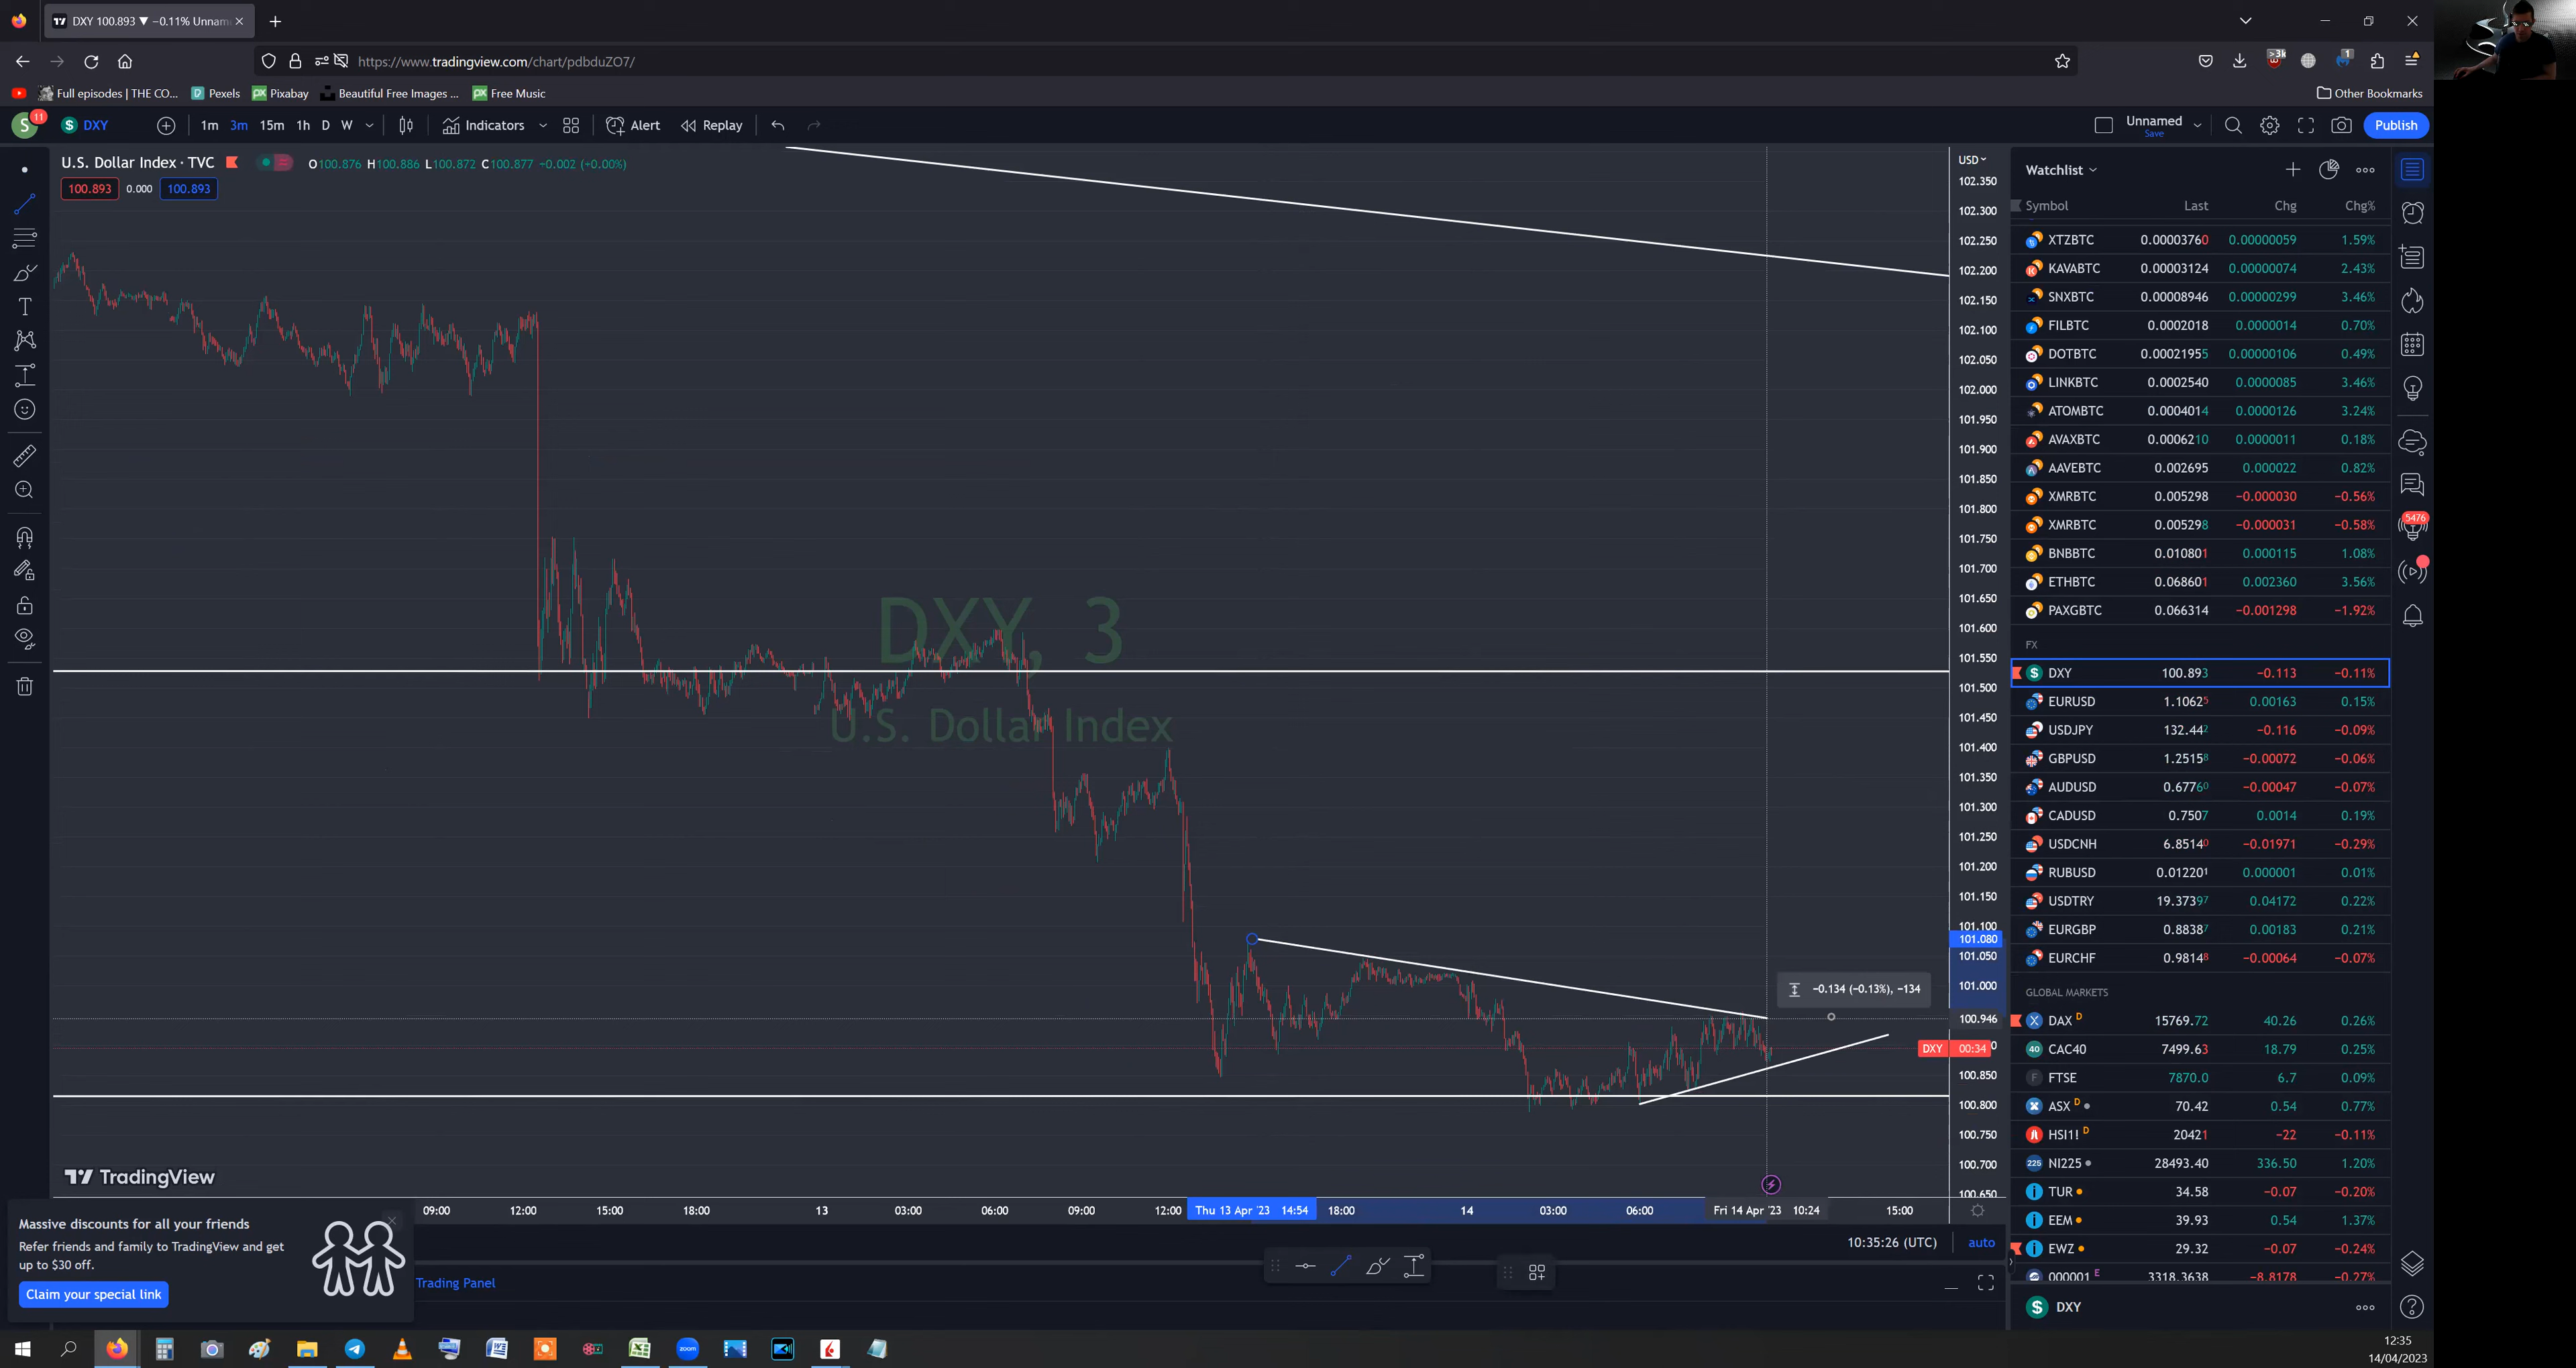 DXY 100.893 ▼ −0.11% Unnam
https://www.tradingview.com/chart/pdbduZO7/
>3k
1
Full episodes | THE CO... Pexels Pixabay Beautiful Free Images ... Free Music Other Bookmarks
S 11 DXY 1m 3m 15m 1h D W Indicators Alert Replay Unnamed Save Publish
U.S. Dollar Index · TVC O100.876 H100.886 L100.872 C100.877 −0.002 (+0.00%)
100.893 0.000 100.893
USD
102.350
102.300
102.250
102.200
102.150
102.100
102.050
102.000
101.950
101.900
101.850
101.800
101.750
101.700
101.650
101.600
101.550
101.500
101.450
101.400
101.350
101.300
101.250
101.200
101.150
101.100
101.080
101.050
101.000
100.946
DXY 00:34
100.850
100.800
100.750
100.700
100.650
DXY, 3
U.S. Dollar Index
−0.134 (−0.13%), −134
TradingView
09:00 12:00 15:00 18:00 13 03:00 06:00 09:00 12:00 Thu 13 Apr '23 14:54 18:00 14 03:00 06:00 Fri 14 Apr '23 10:24 15:00
10:35:26 (UTC) auto
Massive discounts for all your friends
Refer friends and family to TradingView and get
up to $30 off.
Claim your special link
Trading Panel
Watchlist
Symbol Last Chg Chg%
XTZBTC 0.00003760 0.00000059 1.59%
KAVABTC 0.00003124 0.00000074 2.43%
SNXBTC 0.00008946 0.00000299 3.46%
FILBTC 0.0002018 0.0000014 0.70%
DOTBTC 0.00021955 0.00000106 0.49%
LINKBTC 0.0002540 0.0000085 3.46%
ATOMBTC 0.0004014 0.0000126 3.24%
AVAXBTC 0.0006210 0.0000011 0.18%
AAVEBTC 0.002695 0.000022 0.82%
XMRBTC 0.005298 −0.000030 −0.56%
XMRBTC 0.005298 −0.000031 −0.58%
BNBBTC 0.010801 0.000115 1.08%
ETHBTC 0.068601 0.002360 3.56%
PAXGBTC 0.066314 −0.001298 −1.92%
FX
DXY 100.893 −0.113 −0.11%
EURUSD 1.10625 0.00163 0.15%
USDJPY 132.442 −0.116 −0.09%
GBPUSD 1.25158 −0.00072 −0.06%
AUDUSD 0.67760 −0.00047 −0.07%
CADUSD 0.7507 0.0014 0.19%
USDCNH 6.85140 −0.01971 −0.29%
RUBUSD 0.012201 0.000001 0.01%
USDTRY 19.37397 0.04172 0.22%
EURGBP 0.88387 0.00183 0.21%
EURCHF 0.98148 −0.00064 −0.07%
GLOBAL MARKETS
DAX D 15769.72 40.26 0.26%
40 CAC40 7499.63 18.79 0.25%
F FTSE 7870.0 6.7 0.09%
ASX D 70.42 0.54 0.77%
HSI1! D 20421 −22 −0.11%
225 NI225 28493.40 336.50 1.20%
TUR 34.58 −0.07 −0.20%
EEM 39.93 0.54 1.37%
EWZ 29.32 −0.07 −0.24%
000001 E 3318.3638 −8.8178 −0.27%
$ DXY
5476
zoom
12:35
14/04/2023